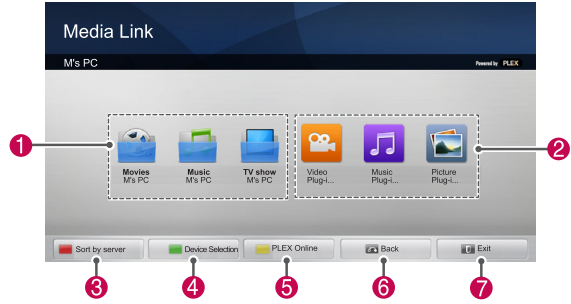 Media Link
M's PC
Powered by PLEX
1
2
Movies
M's PC
Music
M's PC
TV show
M's PC
Video
Plug-i...
Music
Plug-i...
Picture
Plug-i...
Sort by server
Device Selection
PLEX Online
Back
Exit
3
4
5
6
7